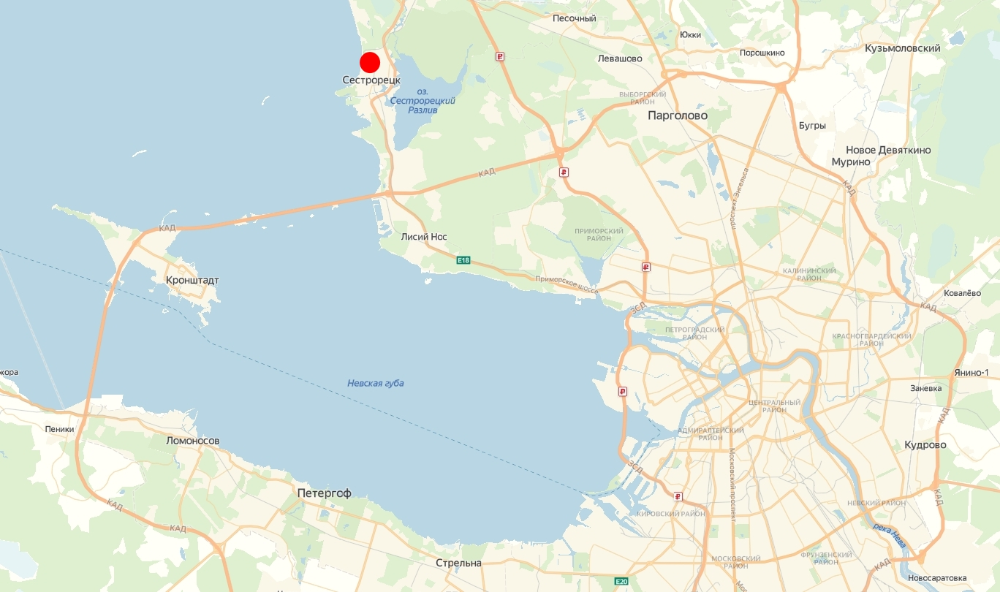 Песочный
Юкки
Кузьмоловский
Порошкино
Левашово
Сестрорецк
оз.
Сестрорецкий
Разлив
ВЫБОРГСКИЙ
РАЙОН
Парголово
Бугры
Новое Девяткино
Мурино
КАД
КАД
проспект Энгельса
КАД
Лисий Нос
ПРИМОРСКИЙ
РАЙОН
E18
Приморское шоссе
КАЛИНИНСКИЙ
РАЙОН
Кронштадт
Ковалёво
ЗСД
КАД
ПЕТРОГРАДСКИЙ
РАЙОН
КРАСНОГВАРДЕЙСКИЙ
РАЙОН
жора
Невская губа
Янино-1
Заневка
ЦЕНТРАЛЬНЫЙ
РАЙОН
КАД
Пеники
Ломоносов
АДМИРАЛТЕЙСКИЙ
РАЙОН
Кудрово
ЗСД
Московский проспект
Петергоф
КАД
КАД
КАД
НЕВСКИЙ РАЙОН
КИРОВСКИЙ РАЙОН
река Нева
Стрельна
МОСКОВСКИЙ
РАЙОН
ФРУНЗЕНСКИЙ
РАЙОН
КАД
Новосаратовка
E20